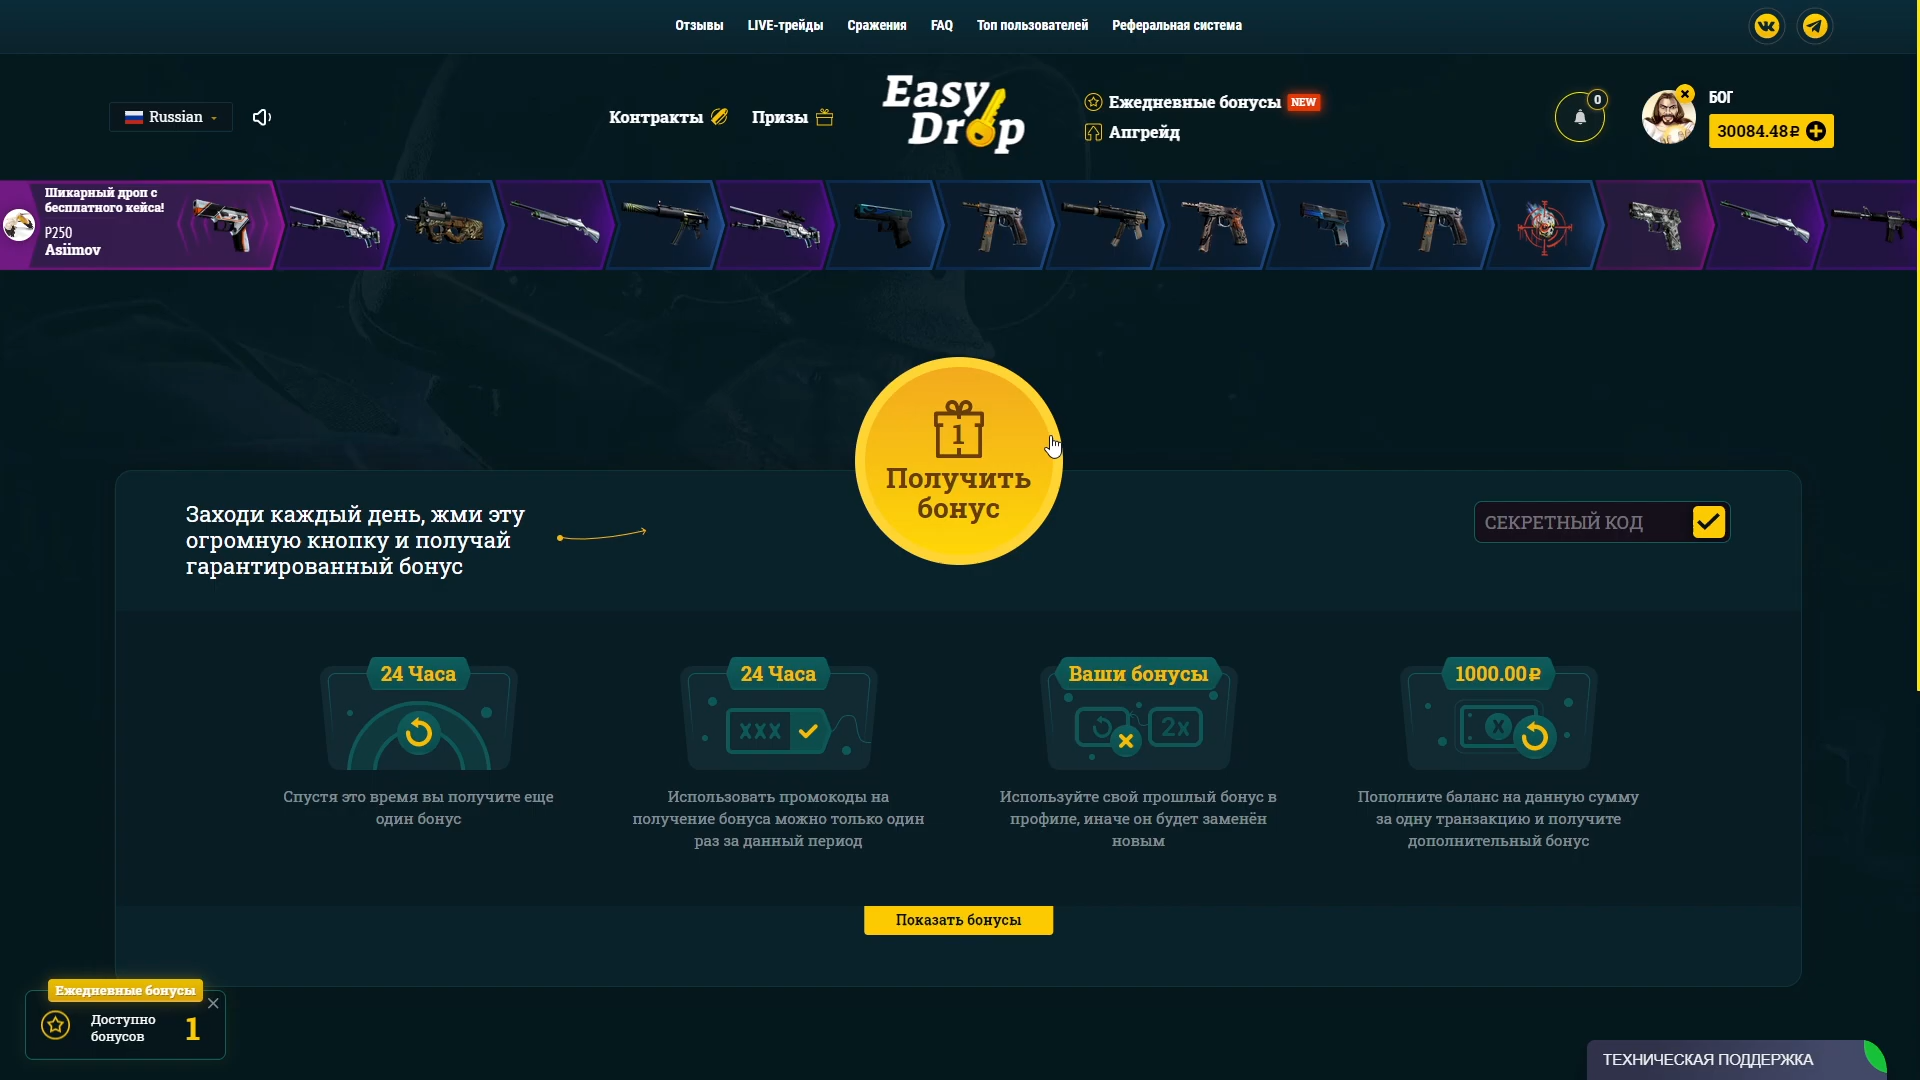 Отзывы
LIVE-трейды
Сражения
FAQ
Топ пользователей
Реферальная система
Russian
Контракты
Призы
Easy
Drop
Ежедневные бонусы
NEW
Апгрейд
0
БОГ
30084.48₽
Шикарный дроп с
бесплатного кейса!
P250
Asiimov
1
Получить
бонус
Заходи каждый день, жми эту
огромную кнопку и получай
гарантированный бонус
СЕКРЕТНЫЙ КОД
24 Часа
XXX
Спустя это время вы получите еще
один бонус
24 Часа
Использовать промокоды на
получение бонуса можно только один
раз за данный период
Ваши бонусы
2x
Используйте свой прошлый бонус в
профиле, иначе он будет заменён
новым
1000.00₽
X
Пополните баланс на данную сумму
за одну транзакцию и получите
дополнительный бонус
Показать бонусы
Ежедневные бонусы
Доступно
бонусов
1
ТЕХНИЧЕСКАЯ ПОДДЕРЖКА